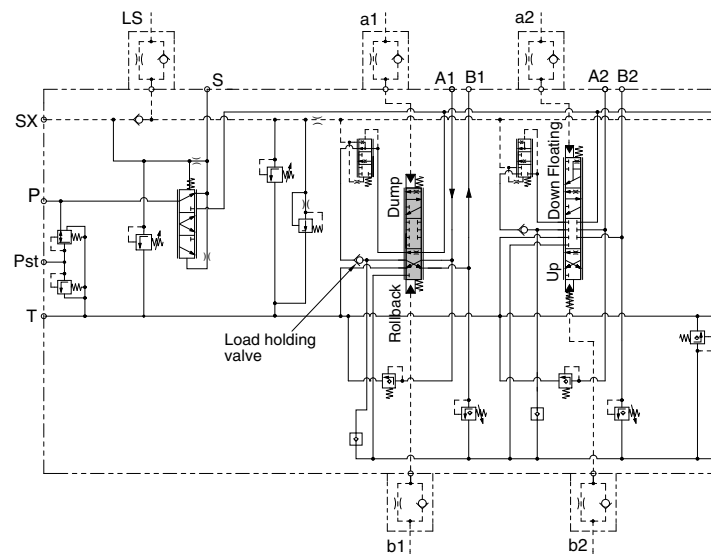 LS
a1
a2
S
A1
B1
A2
B2
SX
P
Pst
T
Dump
Rollback
Down Floating
Up
Load holding
valve
b1
b2